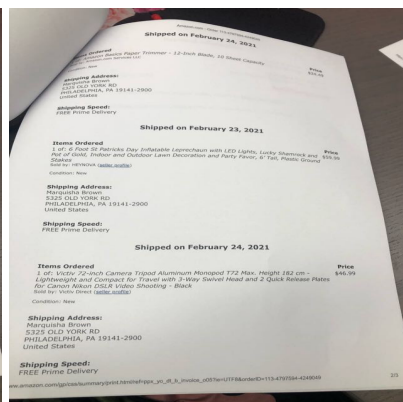 Shipped on February 24, 2021
Items Ordered
Basics Paper Trimmer - 12-Inch Blade, 10 Sheet Capacity
Price
Condition: New
Shipping Address:
Marquisha Brown
5325 OLD YORK RD
PHILADELPHIA, PA 19141-2900
United States
Shipping Speed:
FREE Prime Delivery
Shipped on February 23, 2021
Items Ordered Price
1 of: 6 Foot St Patricks Day Inflatable Leprechaun with LED Lights, Lucky Shamrock and $59.99
Pot of Gold, Indoor and Outdoor Lawn Decoration and Party Favor, 6' Tall, Plastic Ground
Stakes
Sold by: HEYNOVA (seller profile)
Condition: New
Shipping Address:
Marquisha Brown
5325 OLD YORK RD
PHILADELPHIA, PA 19141-2900
United States
Shipping Speed:
FREE Prime Delivery
Shipped on February 24, 2021
Items Ordered Price
1 of: Victiv 72-inch Camera Tripod Aluminum Monopod T72 Max. Height 182 cm - $46.99
Lightweight and Compact for Travel with 3-Way Swivel Head and 2 Quick Release Plates
for Canon Nikon DSLR Video Shooting - Black
Sold by: Victiv Direct (seller profile)
Condition: New
Shipping Address:
Marquisha Brown
5325 OLD YORK RD
PHILADELPHIA, PA 19141-2900
United States
Shipping Speed:
FREE Prime Delivery
2/3